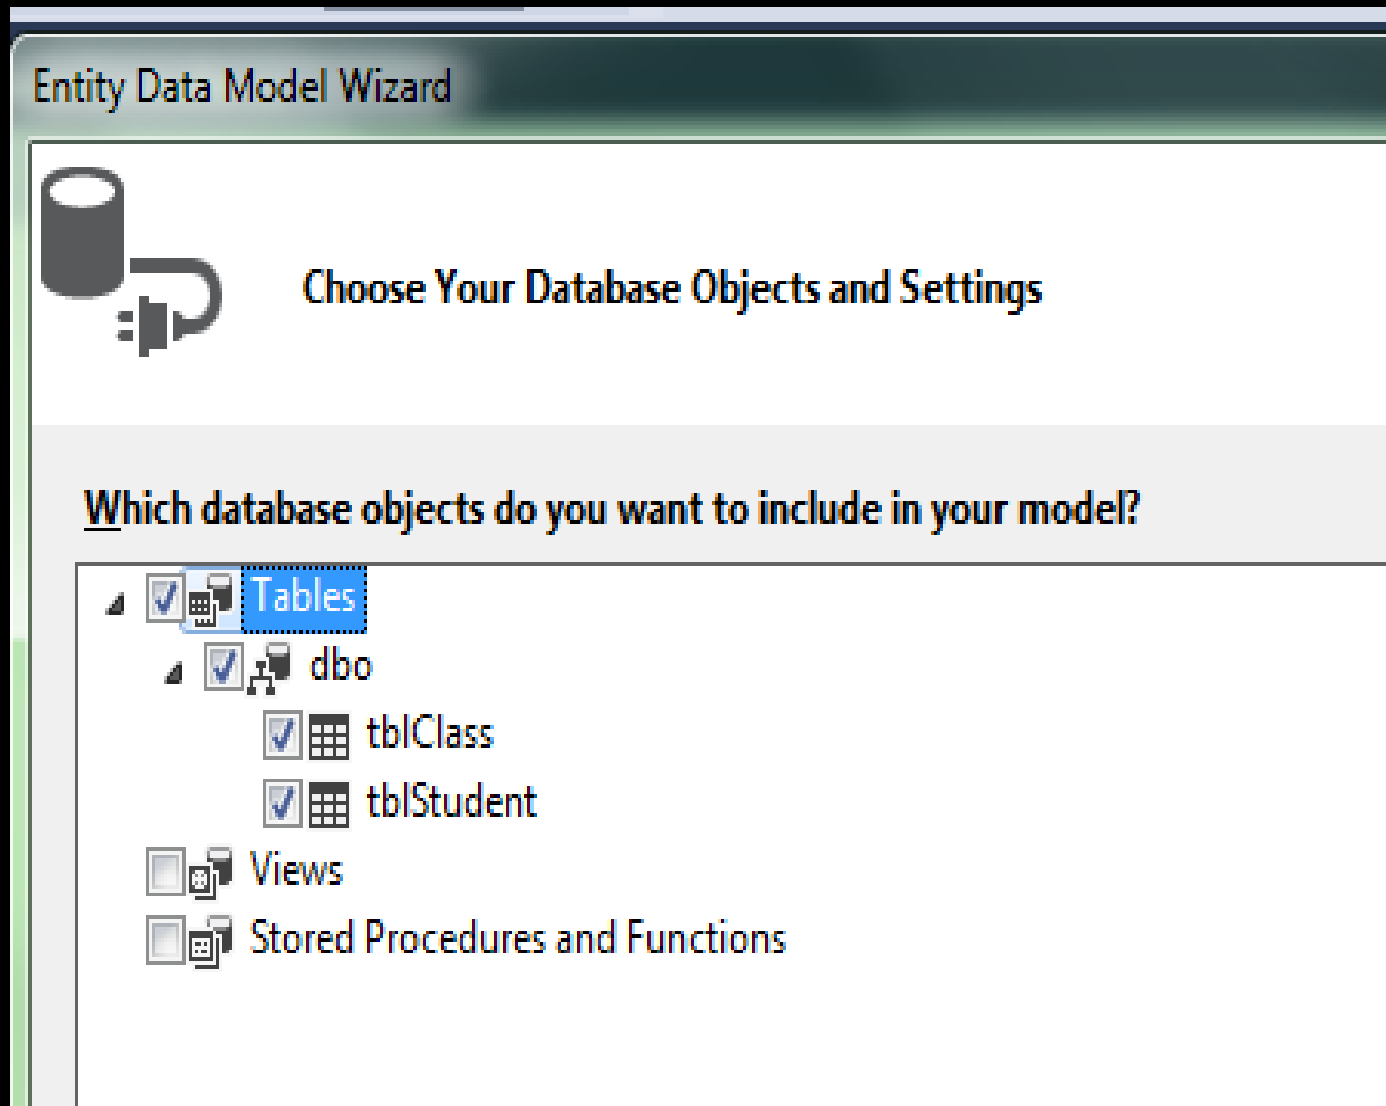 Entity Data Model Wizard
Choose Your Database Objects and Settings
Which database objects do you want to include in your model?
Tables
dbo
tblClass
tblStudent
Views
Stored Procedures and Functions